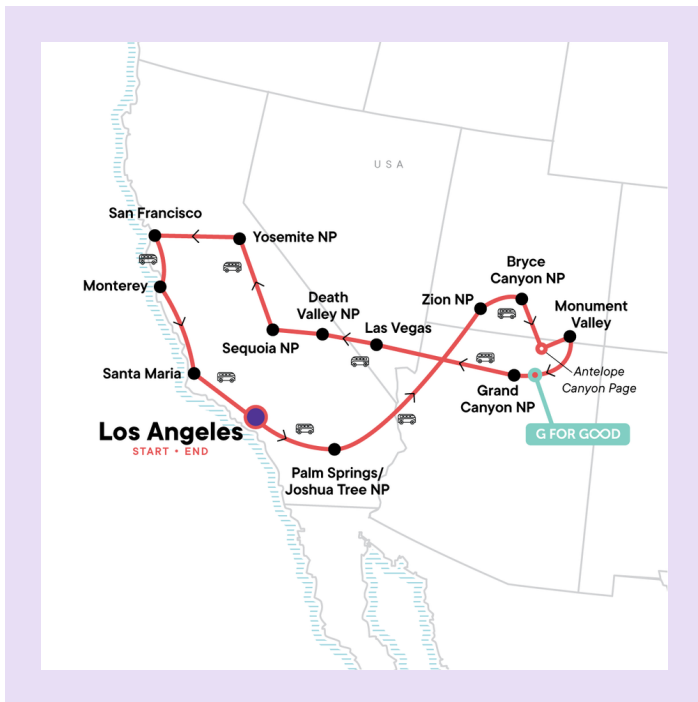 USA
San Francisco
Yosemite NP
Bryce
Canyon NP
Monterey
Death
Valley NP
Zion NP
Monument
Valley
Las Vegas
Sequoia NP
Santa Maria
Antelope
Canyon Page
Grand
Canyon NP
Los Angeles
START • END
G FOR GOOD
Palm Springs/
Joshua Tree NP